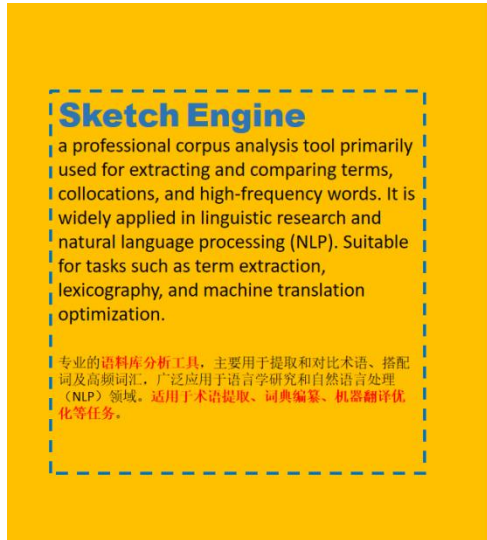 Sketch Engine
a professional corpus analysis tool primarily
used for extracting and comparing terms,
collocations, and high-frequency words. It is
widely applied in linguistic research and
natural language processing (NLP). Suitable
for tasks such as term extraction,
lexicography, and machine translation
optimization.
专业的语料库分析工具，主要用于提取和对比术语、搭配
词及高频词汇，广泛应用于语言学研究和自然语言处理
（NLP）领域。适用于术语提取、词典编纂、机器翻译优
化等任务。